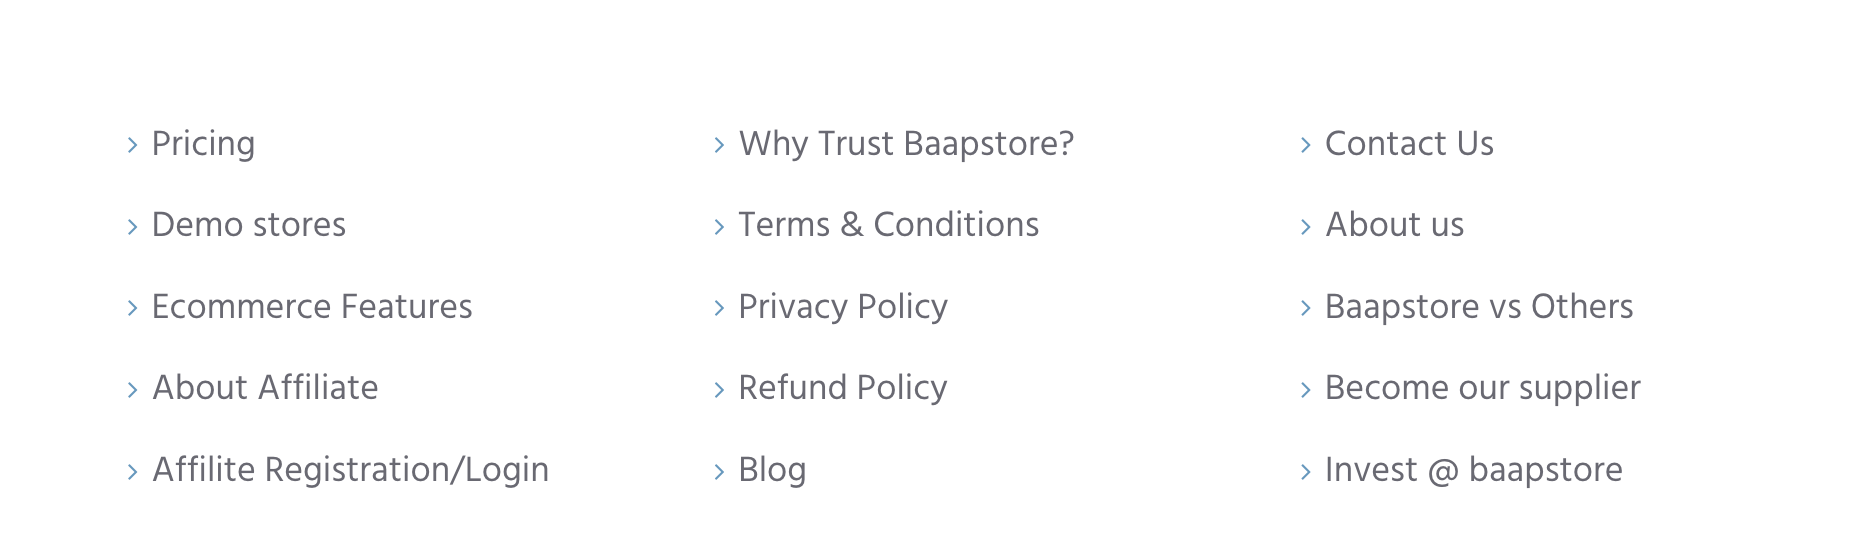 Pricing
Demo stores
Ecommerce Features
About Affiliate
Affilite Registration/Login
Why Trust Baapstore?
Terms & Conditions
Privacy Policy
Refund Policy
Blog
Contact Us
About us
Baapstore vs Others
Become our supplier
Invest @ baapstore